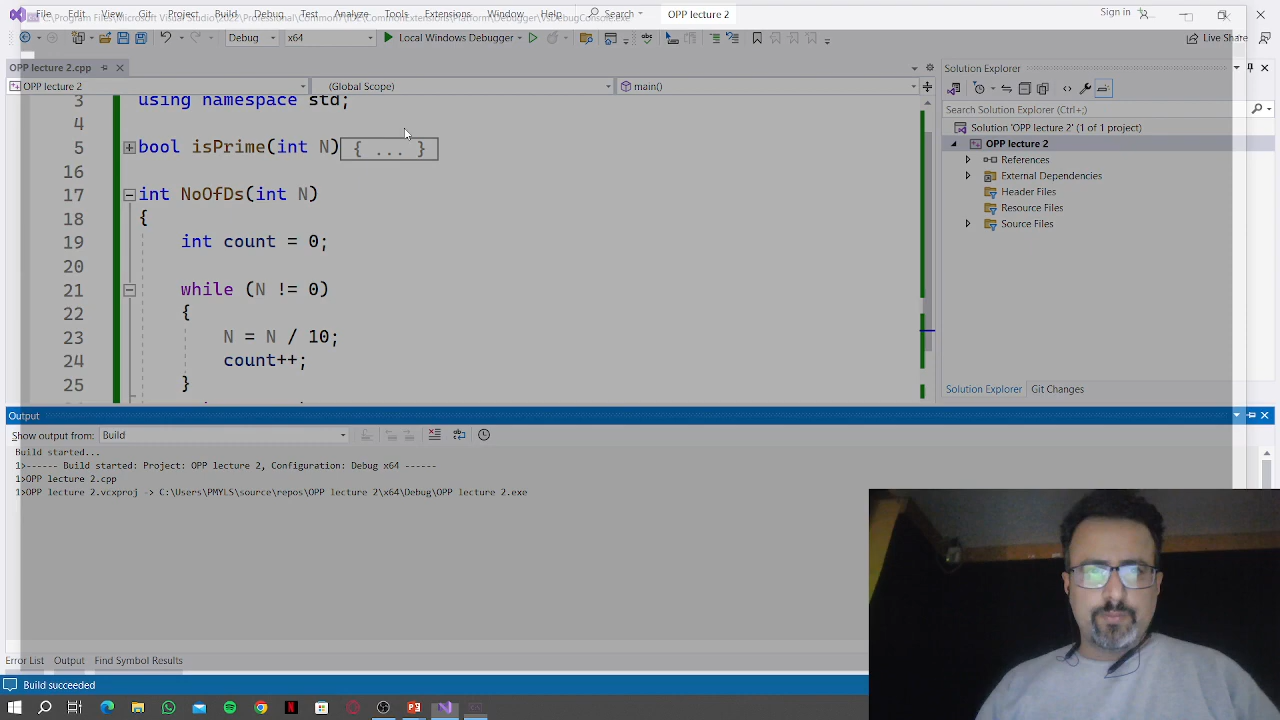 File Edit View Git Project Build Debug Test Analyze Tools Extensions Window Help Search OPP lecture 2 Sign in
Debug x64 Local Windows Debugger Live Share
OPP lecture 2.cpp
OPP lecture 2 (Global Scope) main()
3 using namespace std;
4
5 bool isPrime(int N) { ... }
16
17 int NoOfDs(int N)
18 {
19 int count = 0;
20
21 while (N != 0)
22 {
23 N = N / 10;
24 count++;
25 }
Solution Explorer
Search Solution Explorer (Ctrl+;)
Solution 'OPP lecture 2' (1 of 1 project)
OPP lecture 2
References
External Dependencies
Header Files
Resource Files
Source Files
Solution Explorer Git Changes
Output
Show output from: Build
Build started...
1>------ Build started: Project: OPP lecture 2, Configuration: Debug x64 ------
1>OPP lecture 2.cpp
1>OPP lecture 2.vcxproj -> C:\Users\PMYLS\source\repos\OPP lecture 2\x64\Debug\OPP lecture 2.exe
Error List Output Find Symbol Results
Build succeeded